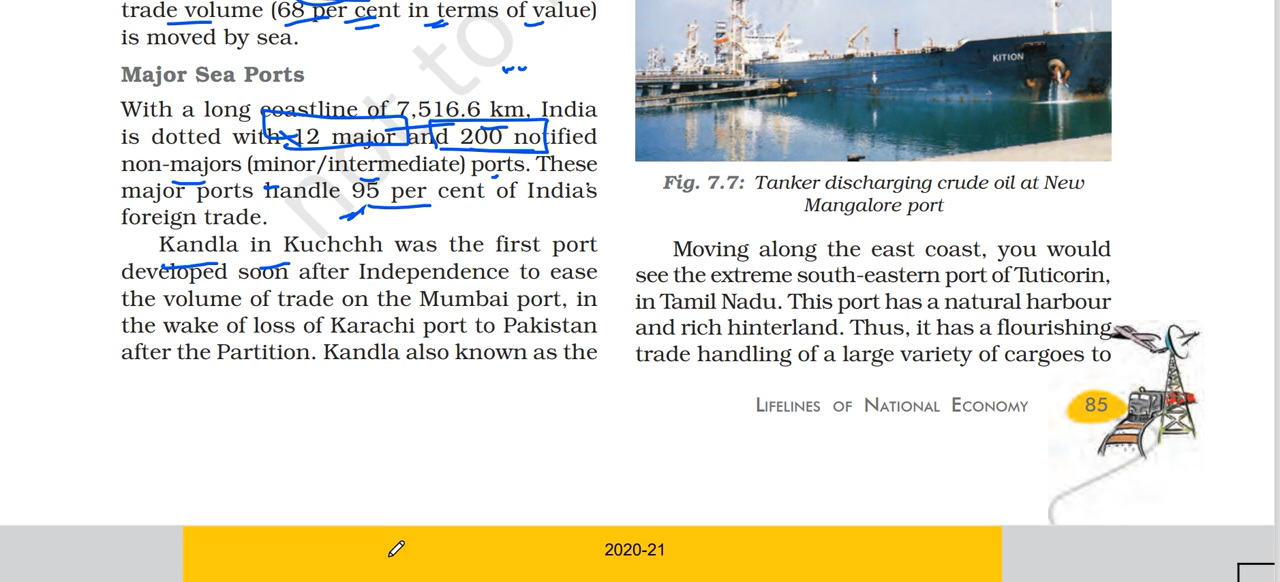 trade volume (68 per cent in terms of value)
is moved by sea.
Major Sea Ports
With a long coastline of 7,516.6 km, India
is dotted with 12 major and 200 notified
non-majors (minor/intermediate) ports. These
major ports handle 95 per cent of India's
foreign trade.
Kandla in Kuchchh was the first port
developed soon after Independence to ease
the volume of trade on the Mumbai port, in
the wake of loss of Karachi port to Pakistan
after the Partition. Kandla also known as the
not to
KITION
Fig. 7.7: Tanker discharging crude oil at New
Mangalore port
Moving along the east coast, you would
see the extreme south-eastern port of Tuticorin,
in Tamil Nadu. This port has a natural harbour
and rich hinterland. Thus, it has a flourishing
trade handling of a large variety of cargoes to
LIFELINES OF NATIONAL ECONOMY
85
2020-21